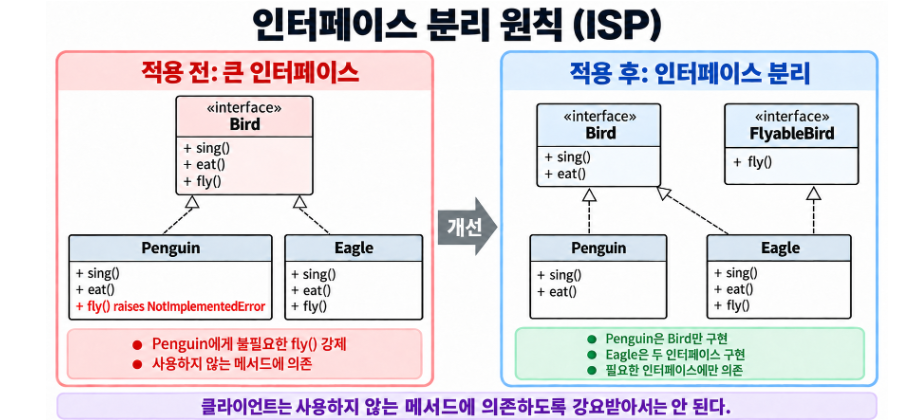 인터페이스 분리 원칙 (ISP)
적용 전: 큰 인터페이스
«interface»
Bird
+ sing()
+ eat()
+ fly()
Penguin
+ sing()
+ eat()
+ fly() raises NotImplementedError
Eagle
+ sing()
+ eat()
+ fly()
● Penguin에게 불필요한 fly() 강제
● 사용하지 않는 메서드에 의존
개선
적용 후: 인터페이스 분리
«interface»
Bird
+ sing()
+ eat()
«interface»
FlyableBird
+ fly()
Penguin
+ sing()
+ eat()
Eagle
+ sing()
+ eat()
+ fly()
● Penguin은 Bird만 구현
● Eagle은 두 인터페이스 구현
● 필요한 인터페이스에만 의존
클라이언트는 사용하지 않는 메서드에 의존하도록 강요받아서는 안 된다.